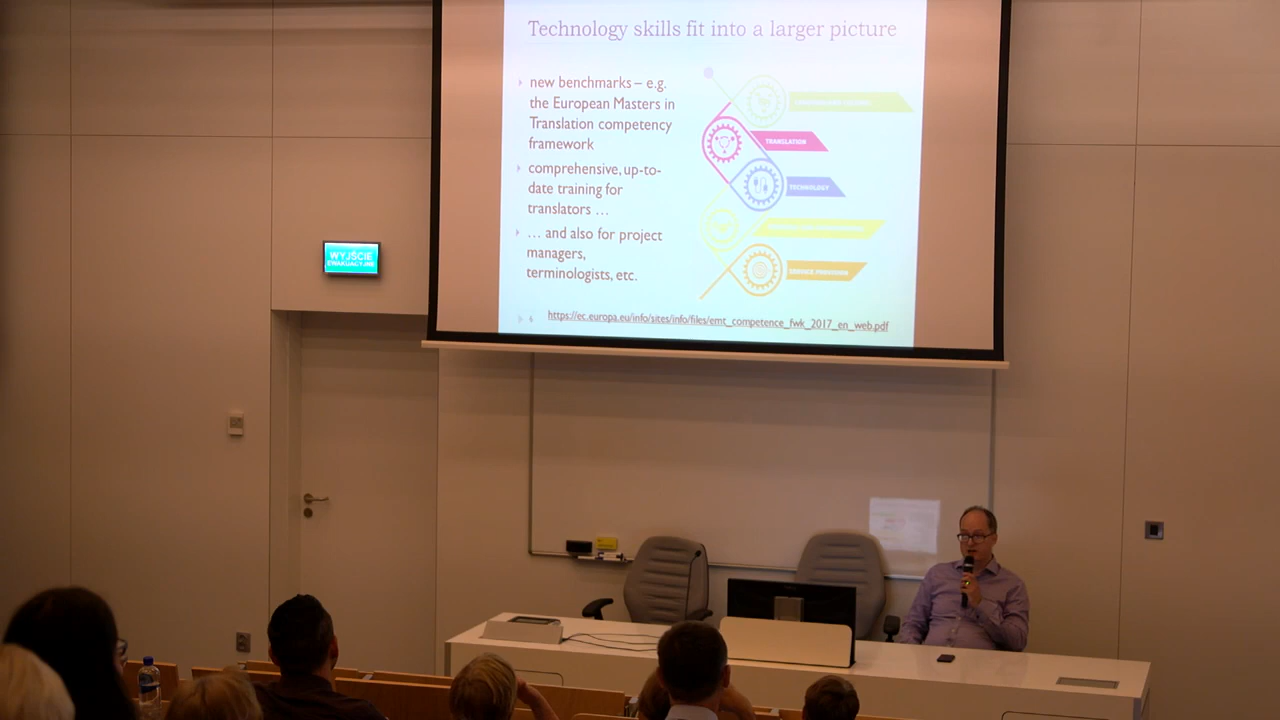 Technology skills fit into a larger picture
new benchmarks – e.g.
the European Masters in
Translation competency
framework
comprehensive, up-to-
date training for
translators …
… and also for project
managers,
terminologists, etc.
TRANSLATION
TECHNOLOGY
SERVICE PROVISION
6
https://ec.europa.eu/info/sites/info/files/emt_competence_fwk_2017_en_web.pdf
WYJŚCIE
EWAKUACYJNE